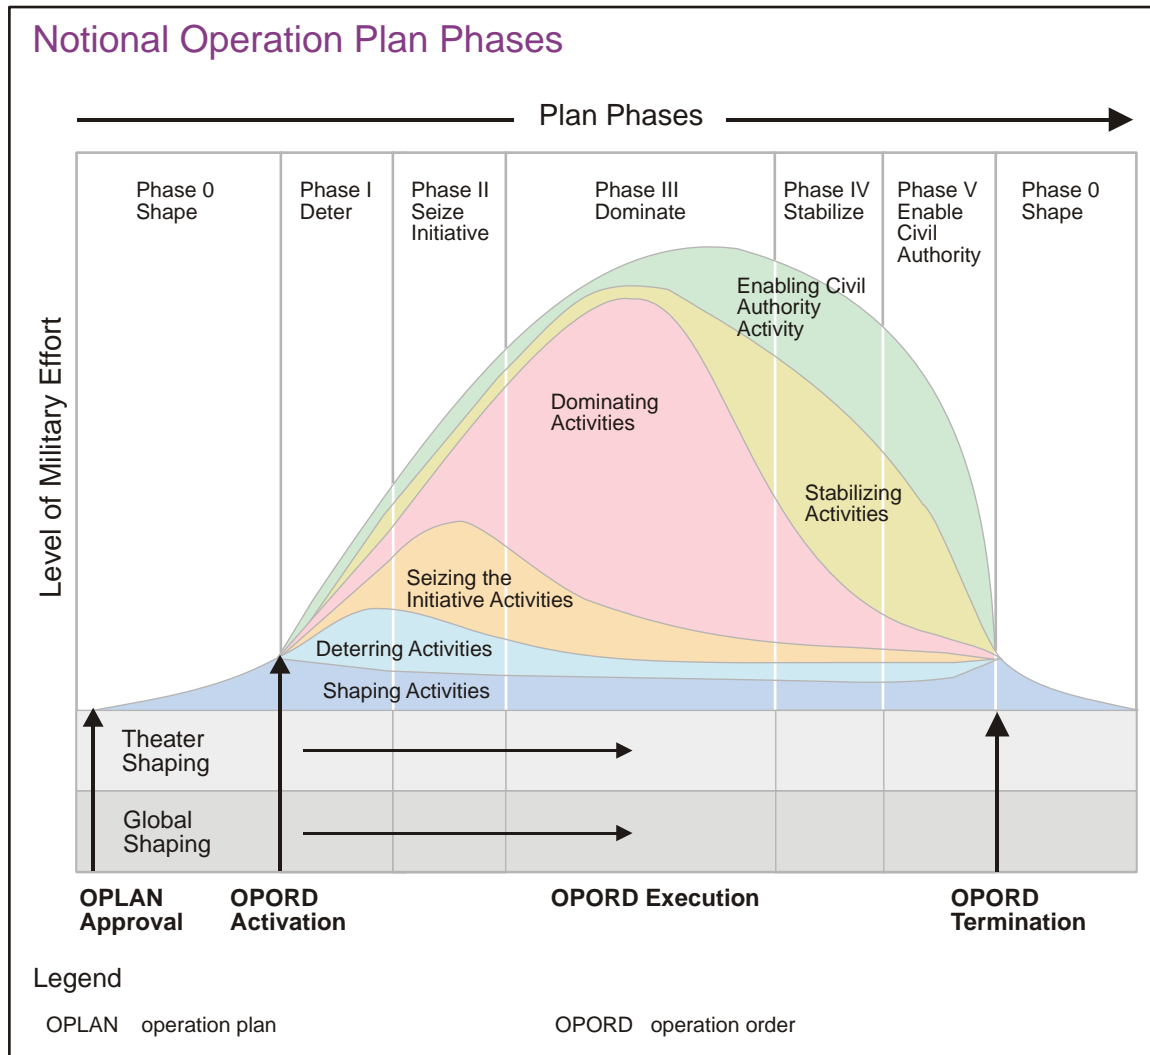 Notional Operation Plan Phases
Plan Phases
Phase 0
Shape
Phase I
Deter
Phase II
Seize
Initiative
Phase III
Dominate
Phase IV
Stabilize
Phase V
Enable
Civil
Authority
Phase 0
Shape
Level of Military Effort
Enabling Civil
Authority
Activity
Dominating
Activities
Stabilizing
Activities
Seizing the
Initiative Activities
Deterring Activities
Shaping Activities
Theater
Shaping
Global
Shaping
OPLAN
Approval
OPORD
Activation
OPORD Execution
OPORD
Termination
Legend
OPLAN operation plan
OPORD operation order